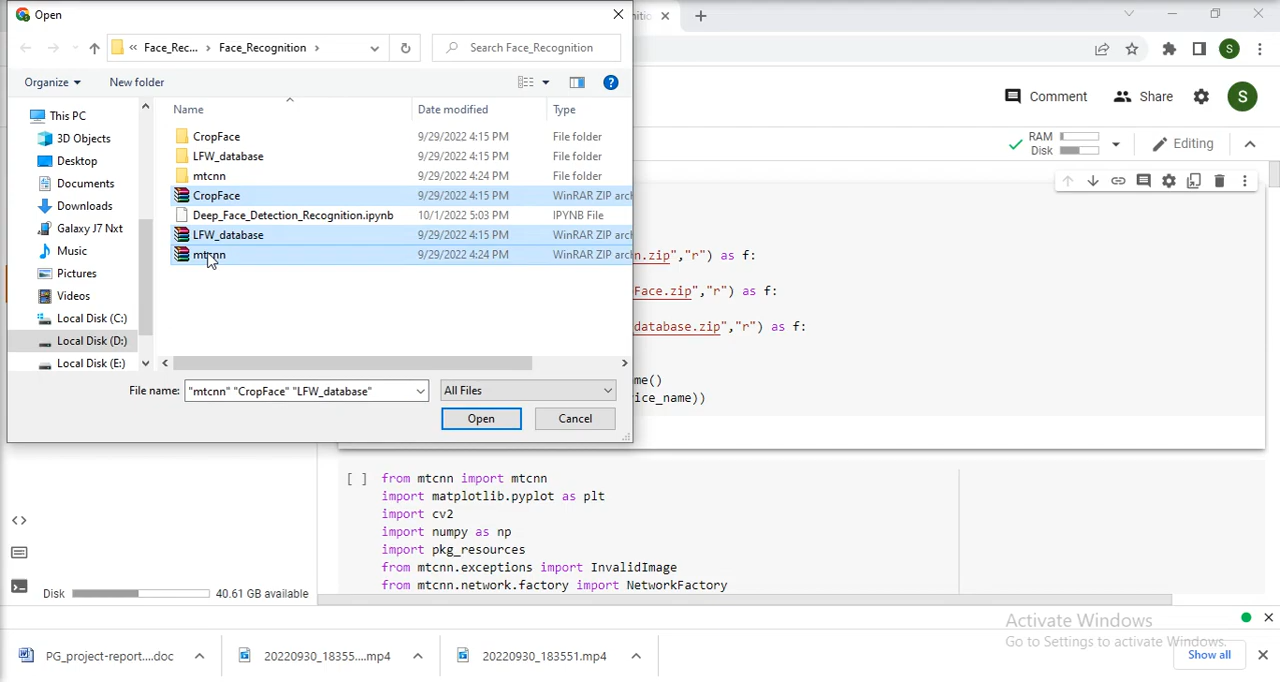 Open
nitio
« Face_Rec... > Face_Recognition >
Search Face_Recognition
Organize
New folder
Name
Date modified
Type
This PC
3D Objects
Desktop
Documents
Downloads
Galaxy J7 Nxt
Music
Pictures
Videos
Local Disk (C:)
Local Disk (D:)
Local Disk (E:)
CropFace 9/29/2022 4:15 PM File folder
LFW_database 9/29/2022 4:15 PM File folder
mtcnn 9/29/2022 4:24 PM File folder
CropFace 9/29/2022 4:15 PM WinRAR ZIP arc
Deep_Face_Detection_Recognition.ipynb 10/1/2022 5:03 PM IPYNB File
LFW_database 9/29/2022 4:15 PM WinRAR ZIP arc
mtcnn 9/29/2022 4:24 PM WinRAR ZIP arc
File name: "mtcnn" "CropFace" "LFW_database"
All Files
Open
Cancel
S
Comment
Share
S
RAM
Disk
Editing
n.zip","r") as f:
Face.zip","r") as f:
database.zip","r") as f:
me()
ice_name))
[ ] from mtcnn import mtcnn
import matplotlib.pyplot as plt
import cv2
import numpy as np
import pkg_resources
from mtcnn.exceptions import InvalidImage
from mtcnn.network.factory import NetworkFactory
Disk
40.61 GB available
Activate Windows
Go to Settings to activate Windows.
PG_project-report....doc
20220930_18355....mp4
20220930_183551.mp4
Show all